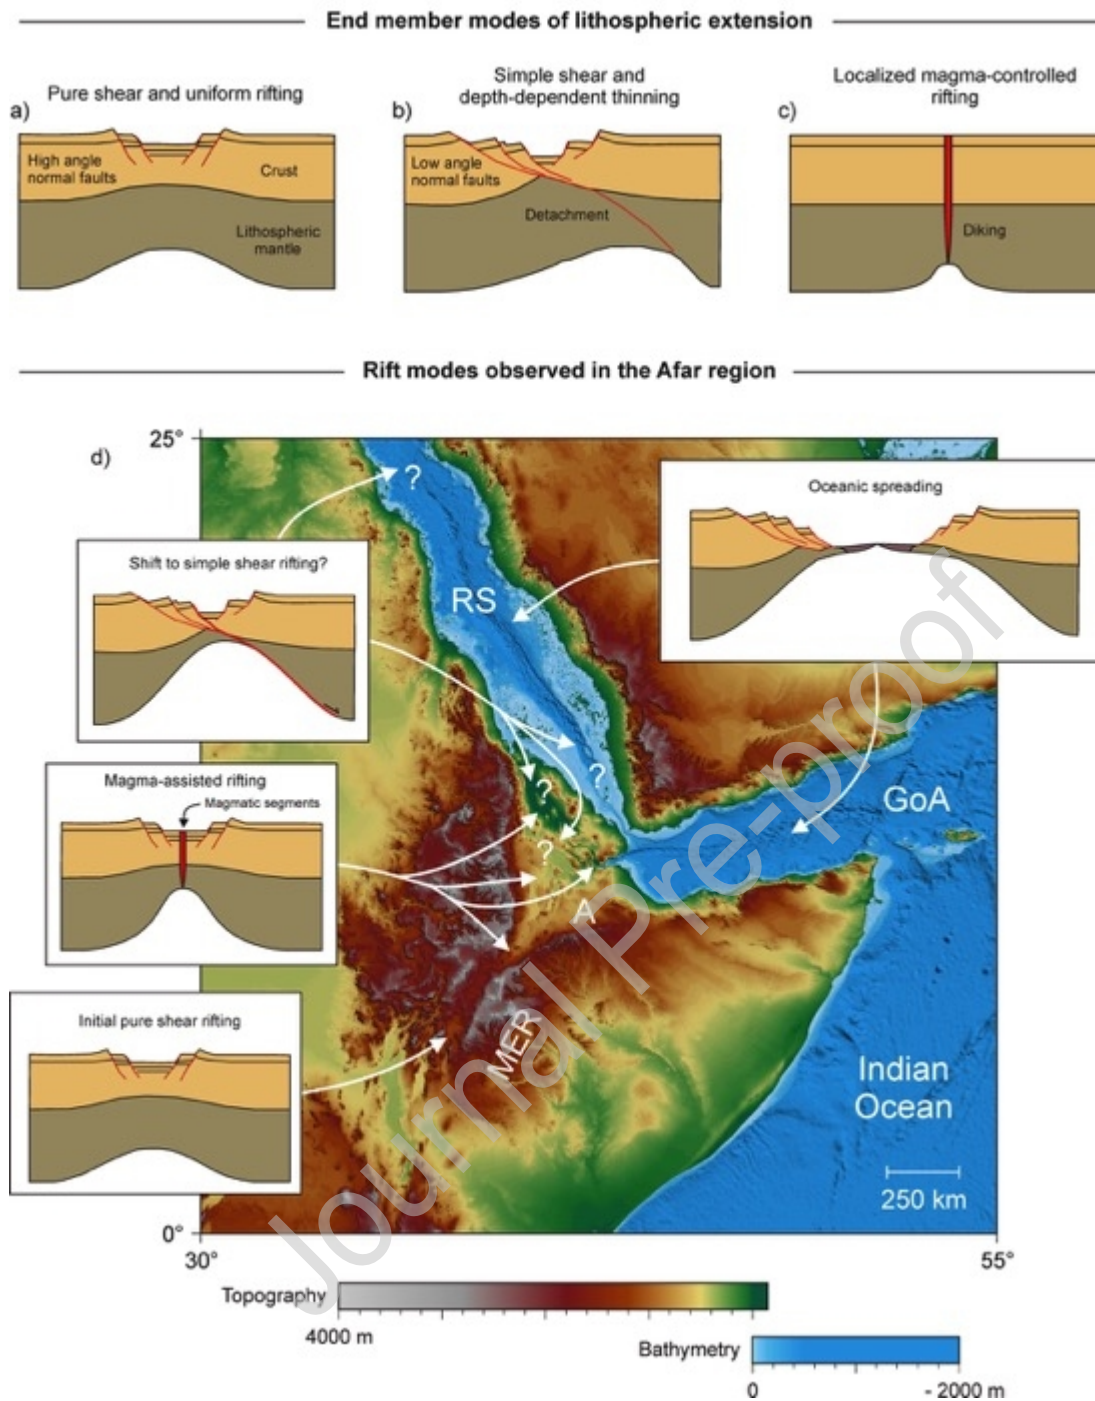 End member modes of lithospheric extension
Pure shear and uniform rifting
a)
High angle
normal faults
Crust
Lithospheric
mantle
Simple shear and
depth-dependent thinning
b)
Low angle
normal faults
Detachment
Localized magma-controlled
rifting
c)
Diking
Rift modes observed in the Afar region
d)
25°
?
Oceanic spreading
Shift to simple shear rifting?
RS
Magma-assisted rifting
Magmatic segments
?
?
?
GoA
A
Initial pure shear rifting
MER
Indian
Ocean
250 km
0°
30°
55°
Journal Pre-proof
Topography
4000 m
Bathymetry
0
- 2000 m